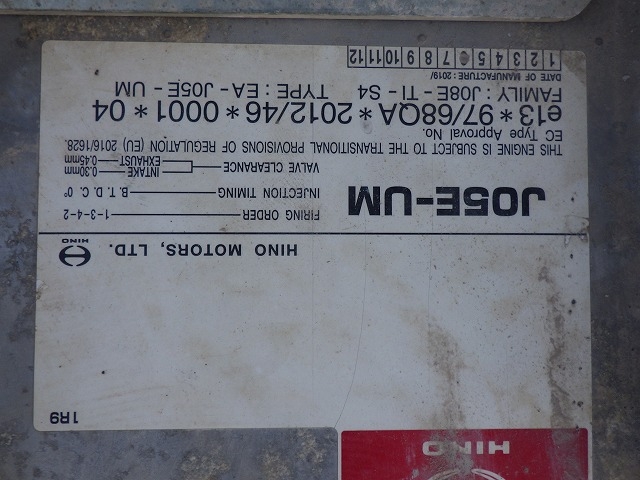 HINO
1R9
HINO MOTORS, LTD.
HINO
J05E-UM
FIRING ORDER 1-3-4-2
INJECTION TIMING B. T. D. C. 0°
VALVE CLEARANCE INTAKE 0.30mm
EXHAUST 0.45mm
THIS ENGINE IS SUBJECT TO THE TRANSITIONAL PROVISIONS OF REGULATION (EU) 2016/1628.
EC Type Approval No.
e13*97/68QA*2012/46*0001*04
FAMILY : J08E - TI - S4 TYPE : EA - J05E - UM
DATE OF MANUFACTURE : 2019/
1 2 3 4 5 6 7 8 9 10 11 12